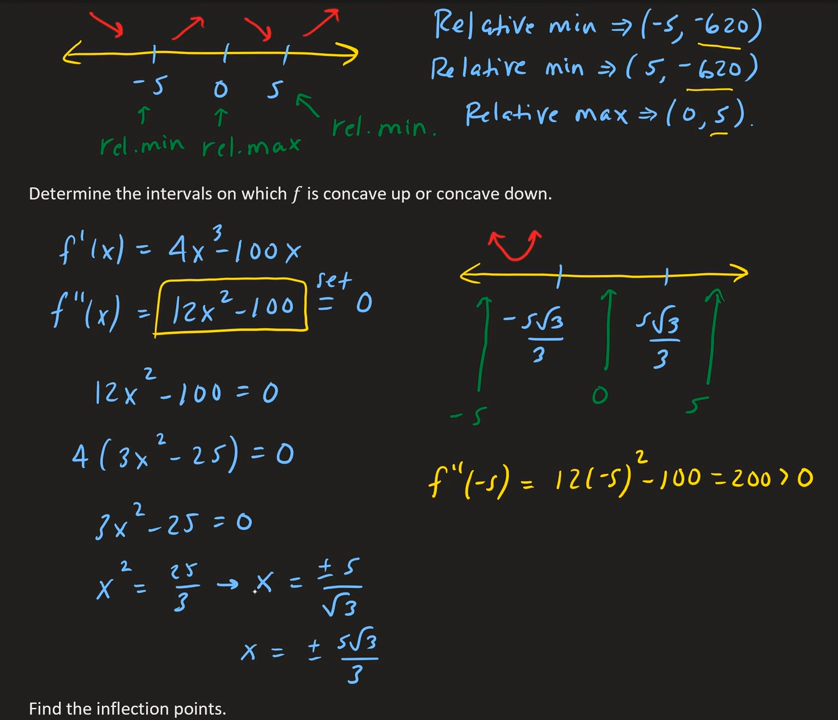 Relative min ⇒ (-5, -620)
Relative min ⇒ (5, -620)
Relative max ⇒ (0, 5).
-5 0 5
rel.min rel.max rel.min.
Determine the intervals on which f is concave up or concave down.
f'(x) = 4x³-100x
f"(x) = 12x²-100 set = 0
12x²-100 = 0
4(3x²-25) = 0
3x²-25 = 0
x² = 25/3 → x = ±5/√3
x = ± 5√3/3
-5√3/3 5√3/3
-5 0 5
f"(-5) = 12(-5)²-100 = 200 > 0
Find the inflection points.